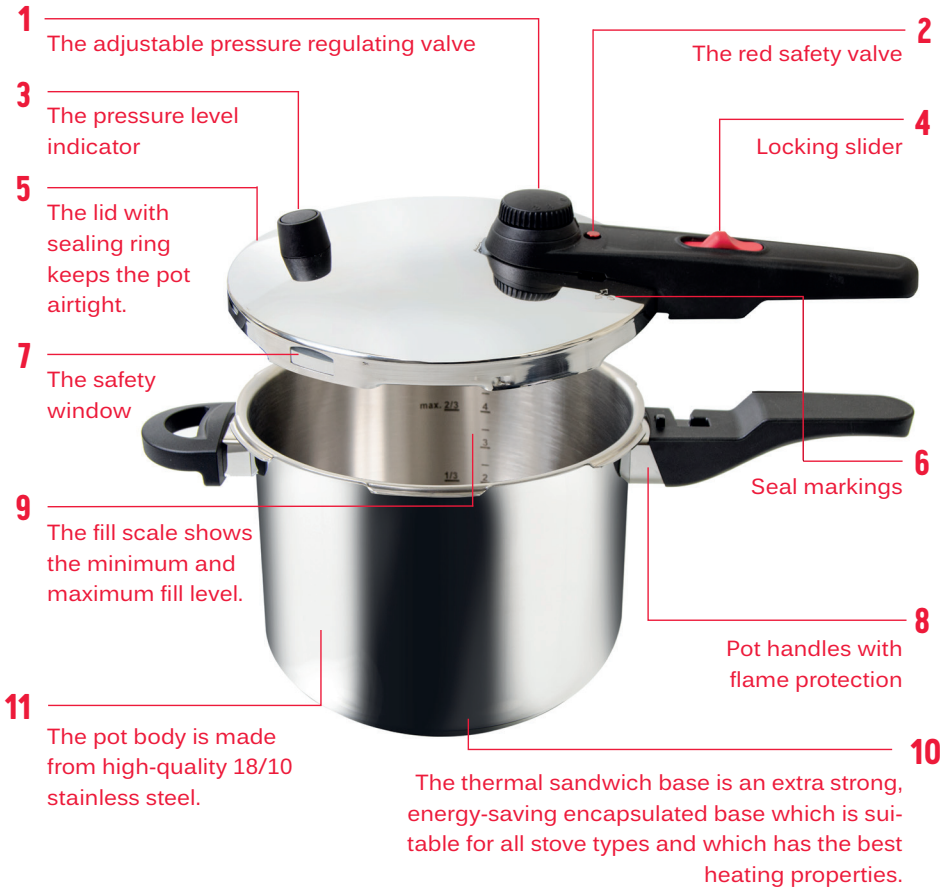 1
The adjustable pressure regulating valve
2
The red safety valve
3
The pressure level
indicator
4
Locking slider
5
The lid with
sealing ring
keeps the pot
airtight.
6
Seal markings
7
The safety
window
max. 2/3
4
3
1/3
2
8
Pot handles with
flame protection
9
The fill scale shows
the minimum and
maximum fill level.
10
The thermal sandwich base is an extra strong,
energy-saving encapsulated base which is sui-
table for all stove types and which has the best
heating properties.
11
The pot body is made
from high-quality 18/10
stainless steel.